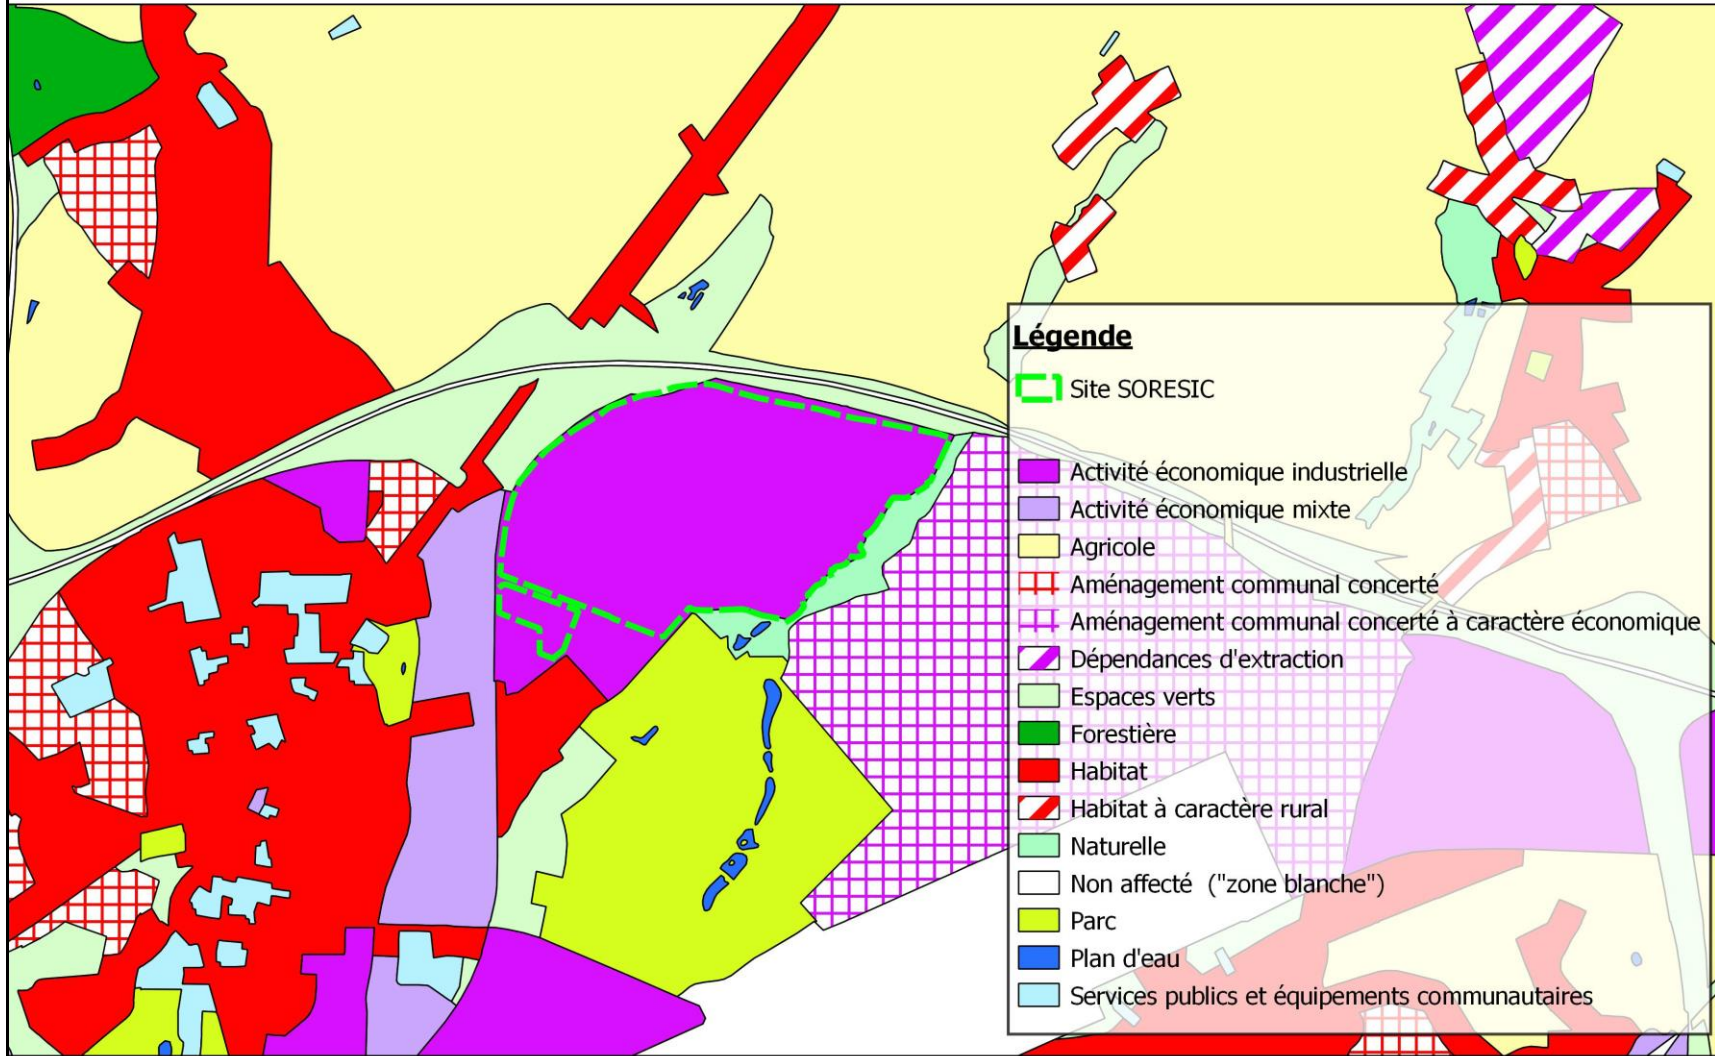 Légende
Site SORESIC
Activité économique industrielle
Activité économique mixte
Agricole
Aménagement communal concerté
Aménagement communal concerté à caractère économique
Dépendances d'extraction
Espaces verts
Forestière
Habitat
Habitat à caractère rural
Naturelle
Non affecté ("zone blanche")
Parc
Plan d'eau
Services publics et équipements communautaires